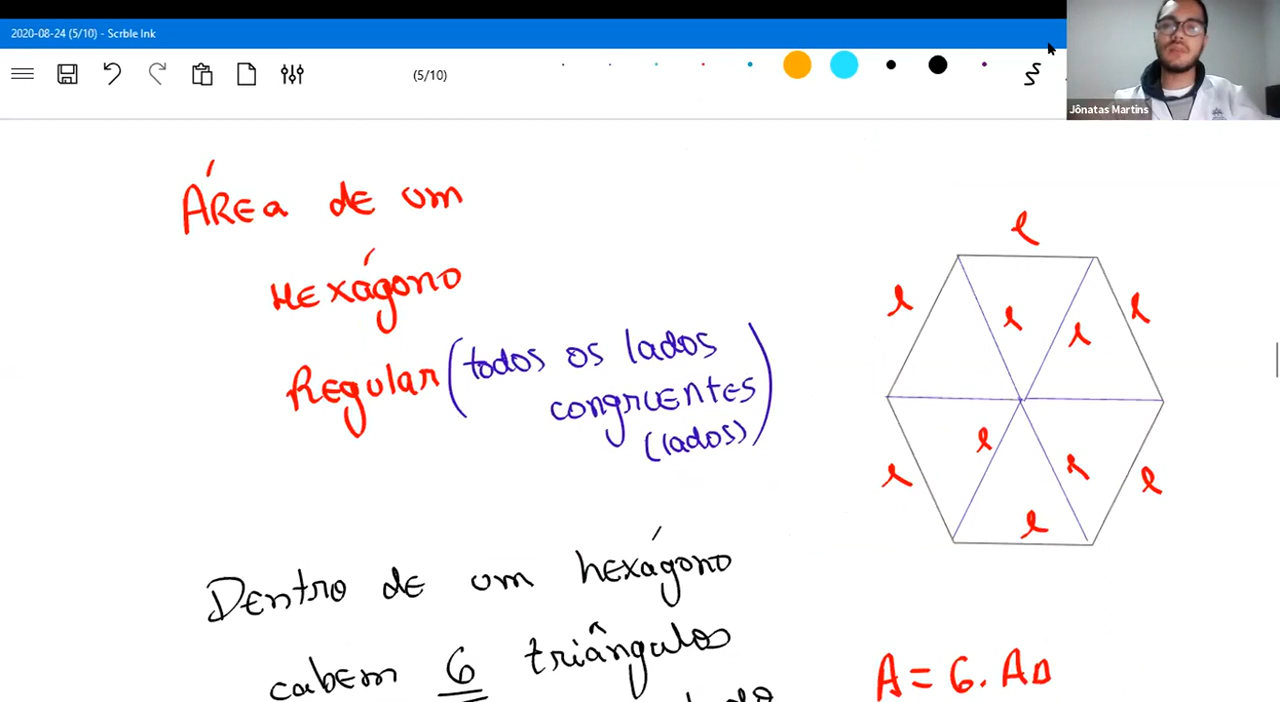 2020-08-24 (5/10) - Scrble Ink
(5/10)
Jônatas Martins
ÁREa dE um
HExágono
REgular (todos os lados
congruEntEs
(lados))
l
l
l
l
l
l
l
l
l
l
DEntro dE um hExágono
cabEm 6 triângulos
A = 6. AΔ